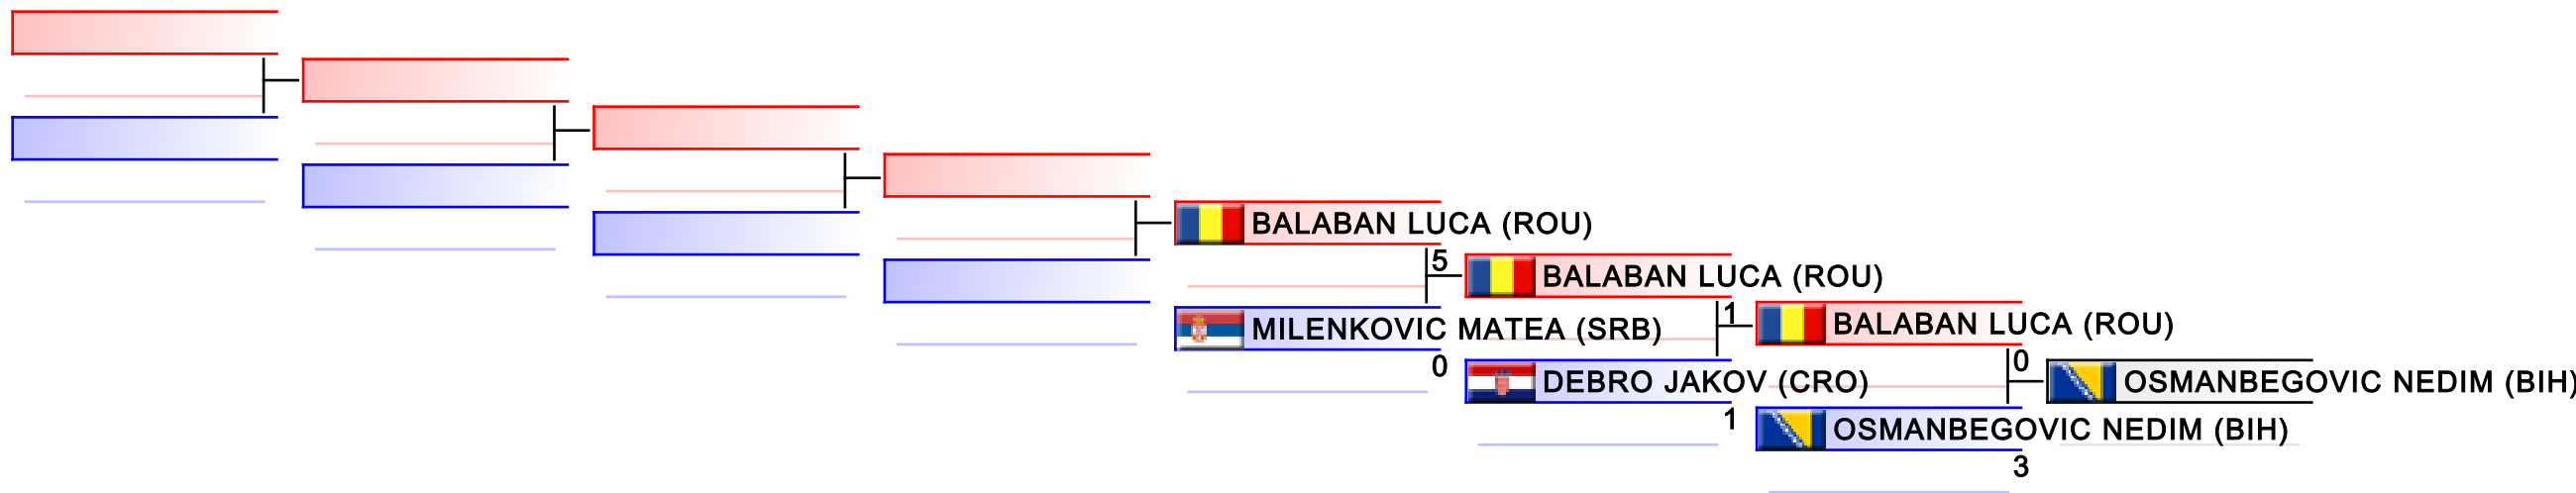 BALABAN LUCA (ROU)
5
BALABAN LUCA (ROU)
MILENKOVIC MATEA (SRB)
0
1
BALABAN LUCA (ROU)
DEBRO JAKOV (CRO)
1
0
OSMANBEGOVIC NEDIM (BIH)
OSMANBEGOVIC NEDIM (BIH)
3